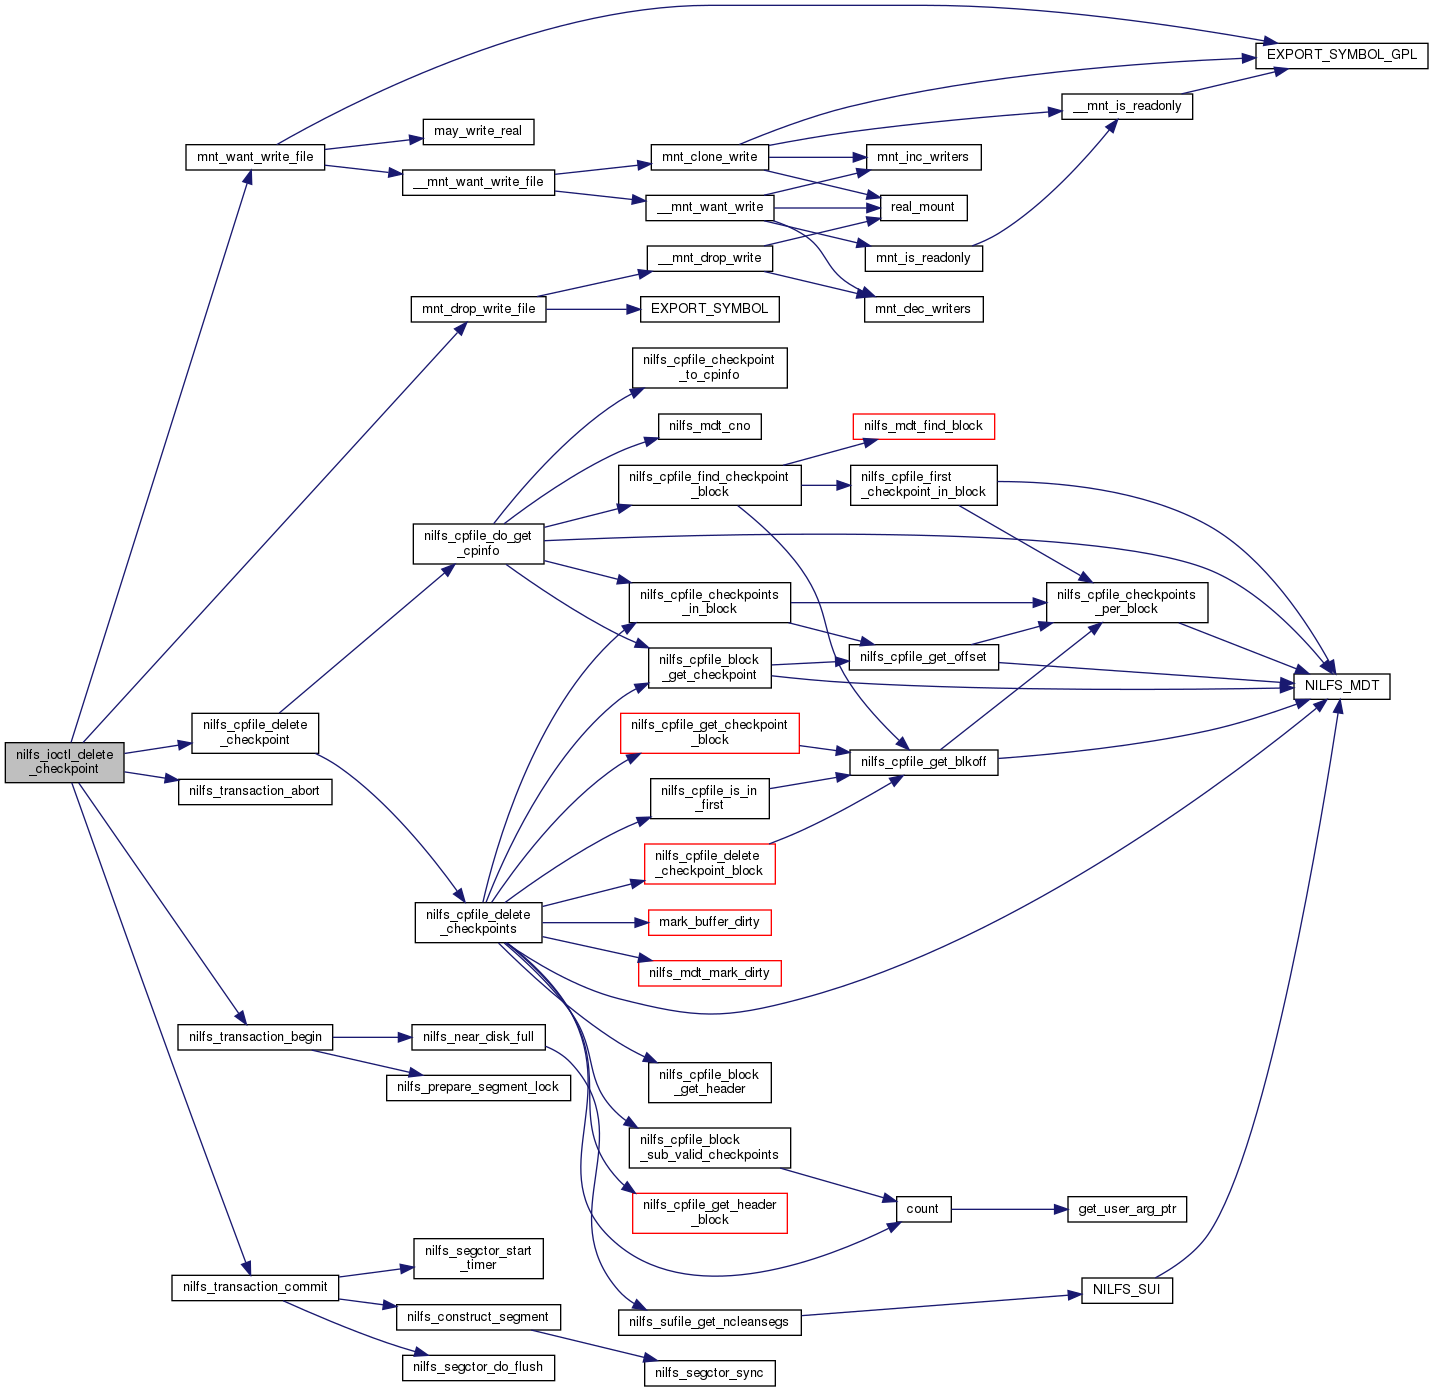 EXPORT_SYMBOL_GPL
__mnt_is_readonly
may_write_real
mnt_want_write_file
mnt_clone_write
mnt_inc_writers
__mnt_want_write_file
__mnt_want_write
real_mount
__mnt_drop_write
mnt_is_readonly
mnt_drop_write_file
EXPORT_SYMBOL
mnt_dec_writers
nilfs_cpfile_checkpoint
_to_cpinfo
nilfs_mdt_cno
nilfs_mdt_find_block
nilfs_cpfile_find_checkpoint
_block
nilfs_cpfile_first
_checkpoint_in_block
nilfs_cpfile_do_get
_cpinfo
nilfs_cpfile_checkpoints
_in_block
nilfs_cpfile_checkpoints
_per_block
nilfs_cpfile_get_offset
nilfs_cpfile_block
_get_checkpoint
NILFS_MDT
nilfs_cpfile_delete
_checkpoint
nilfs_cpfile_get_checkpoint
_block
nilfs_ioctl_delete
_checkpoint
nilfs_cpfile_get_blkoff
nilfs_transaction_abort
nilfs_cpfile_is_in
_first
nilfs_cpfile_delete
_checkpoint_block
nilfs_cpfile_delete
_checkpoints
mark_buffer_dirty
nilfs_mdt_mark_dirty
nilfs_transaction_begin
nilfs_near_disk_full
nilfs_prepare_segment_lock
nilfs_cpfile_block
_get_header
nilfs_cpfile_block
_sub_valid_checkpoints
nilfs_cpfile_get_header
_block
count
get_user_arg_ptr
nilfs_segctor_start
_timer
nilfs_transaction_commit
NILFS_SUI
nilfs_construct_segment
nilfs_sufile_get_ncleansegs
nilfs_segctor_do_flush
nilfs_segctor_sync